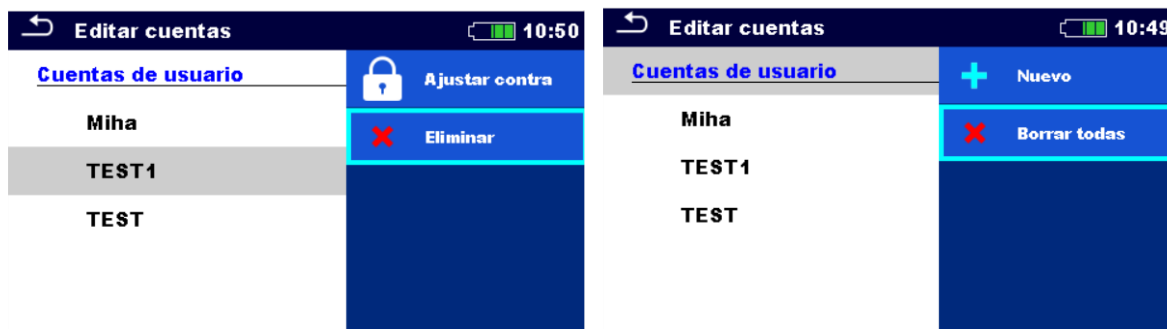 Editar cuentas 10:50
Cuentas de usuario
Ajustar contra
Miha
Eliminar
TEST1
TEST
Editar cuentas 10:49
Cuentas de usuario
Nuevo
Miha
Borrar todas
TEST1
TEST